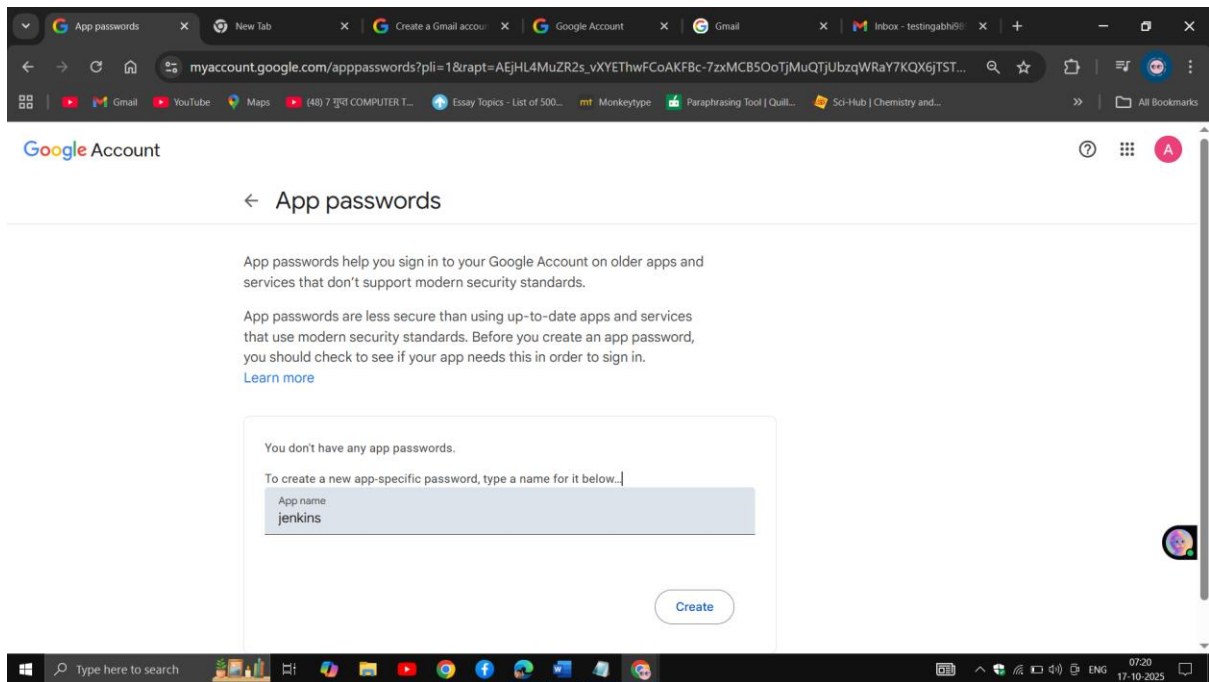 App passwords
New Tab
Create a Gmail accoun
Google Account
Gmail
Inbox - testingabhi98
myaccount.google.com/apppasswords?pli=1&rapt=AEjHL4MuZR2s_vXYEThwFCoAKFBc-7zxMCB5OoTjMuQTjUbzqWRaY7KQX6jTST...
Gmail
YouTube
Maps
(48) 7 गुप्त COMPUTER T...
Essay Topics - List of 500...
mt Monkeytype
Paraphrasing Tool | Quill...
Sci-Hub | Chemistry and...
All Bookmarks
Google Account
A
App passwords
App passwords help you sign in to your Google Account on older apps and
services that don't support modern security standards.
App passwords are less secure than using up-to-date apps and services
that use modern security standards. Before you create an app password,
you should check to see if your app needs this in order to sign in.
Learn more
You don't have any app passwords.
To create a new app-specific password, type a name for it below...
App name
jenkins
Create
Type here to search
ENG
07:20
17-10-2025